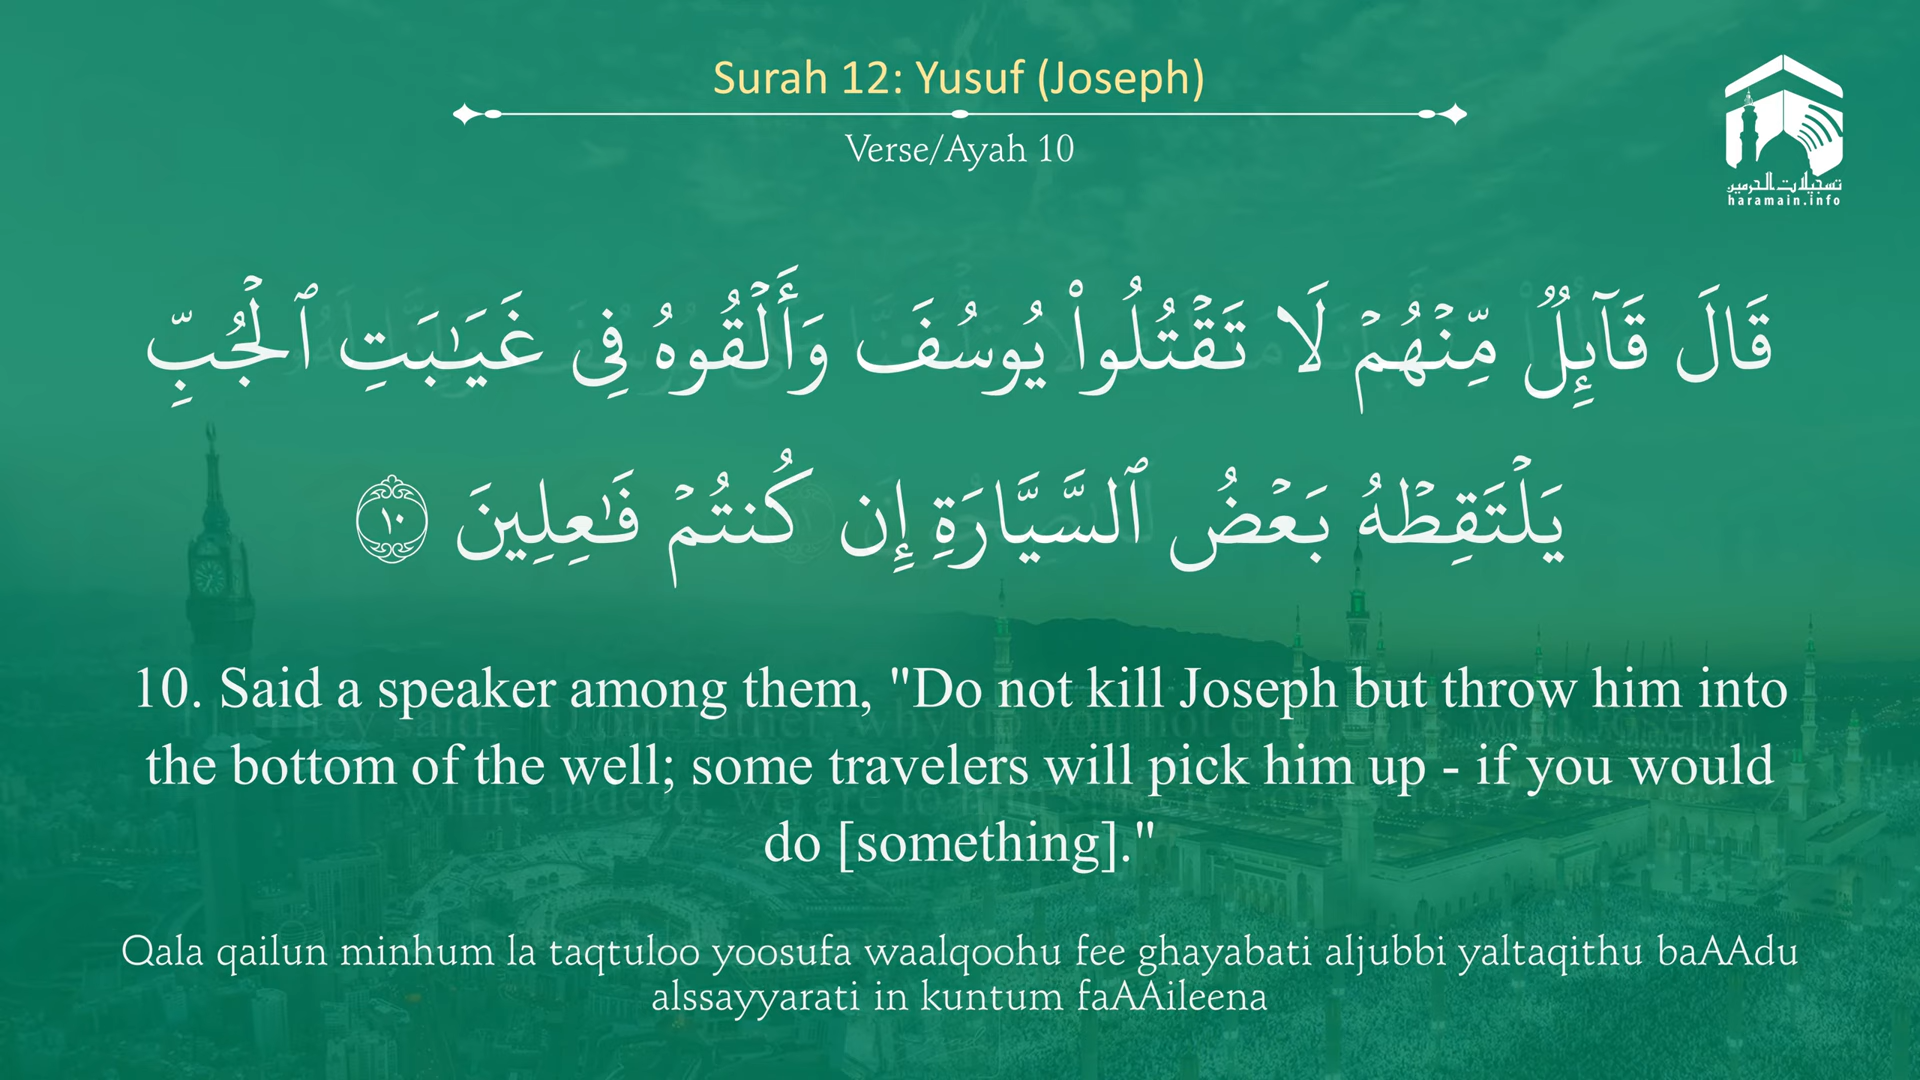 Surah 12: Yusuf (Joseph)
Verse/Ayah 10
تسجيلات الحرمين
haramain.info
قَالَ قَآئِلٌۭ مِّنْهُمْ لَا تَقْتُلُوا۟ يُوسُفَ وَأَلْقُوهُ فِى غَيَـٰبَتِ ٱلْجُبِّ
يَلْتَقِطْهُ بَعْضُ ٱلسَّيَّارَةِ إِن كُنتُمْ فَـٰعِلِينَ ١٠
10. Said a speaker among them, "Do not kill Joseph but throw him into
the bottom of the well; some travelers will pick him up - if you would
do [something]."
Qala qailun minhum la taqtuloo yoosufa waalqoohu fee ghayabati aljubbi yaltaqithu baAAdu
alssayyarati in kuntum faAAileena